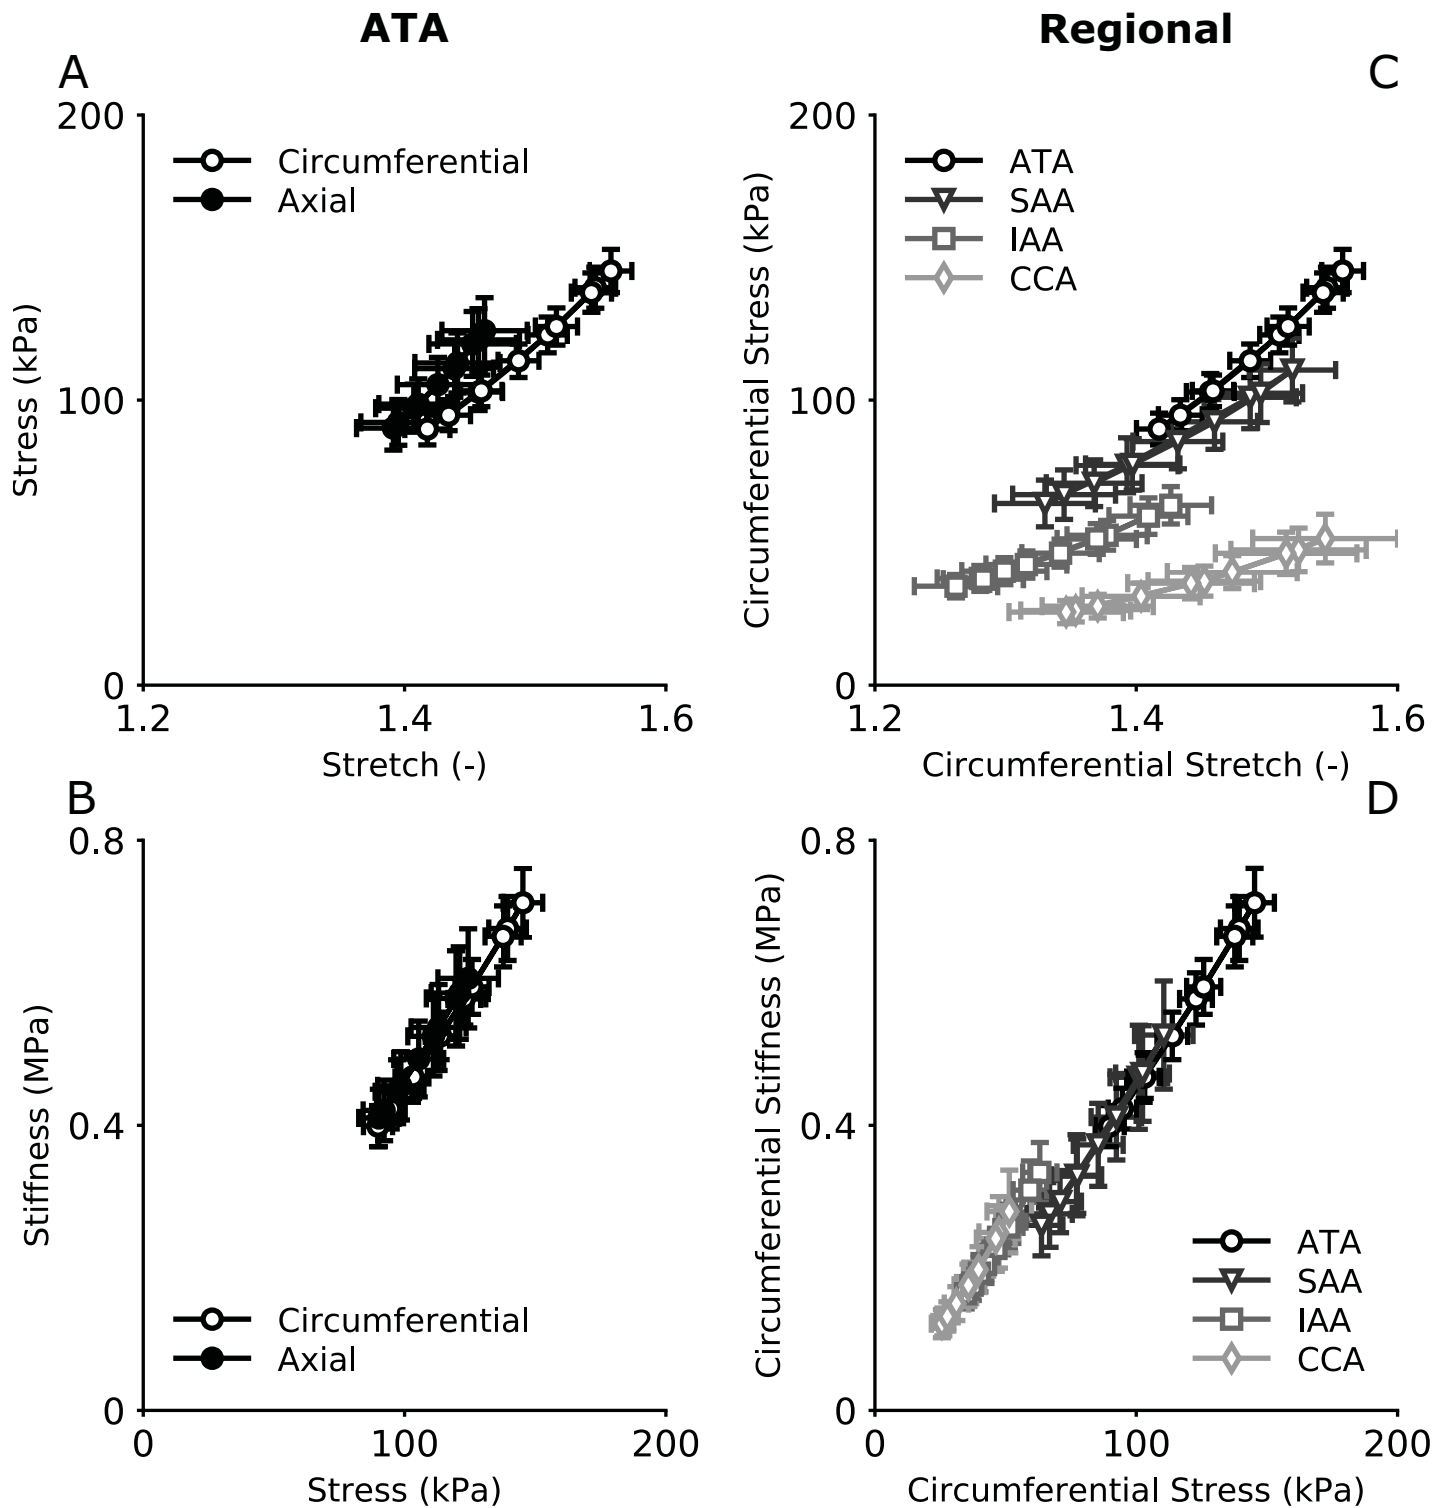 ATA
Regional
A
C
200
Circumferential
Axial
Stress (kPa)
100
0
1.2
1.4
1.6
Stretch (-)
200
ATA
SAA
IAA
CCA
Circumferential Stress (kPa)
100
0
1.2
1.4
1.6
Circumferential Stretch (-)
B
D
0.8
Stiffness (MPa)
0.4
Circumferential
Axial
0
0
100
200
Stress (kPa)
0.8
Circumferential Stiffness (MPa)
0.4
ATA
SAA
IAA
CCA
0
0
100
200
Circumferential Stress (kPa)